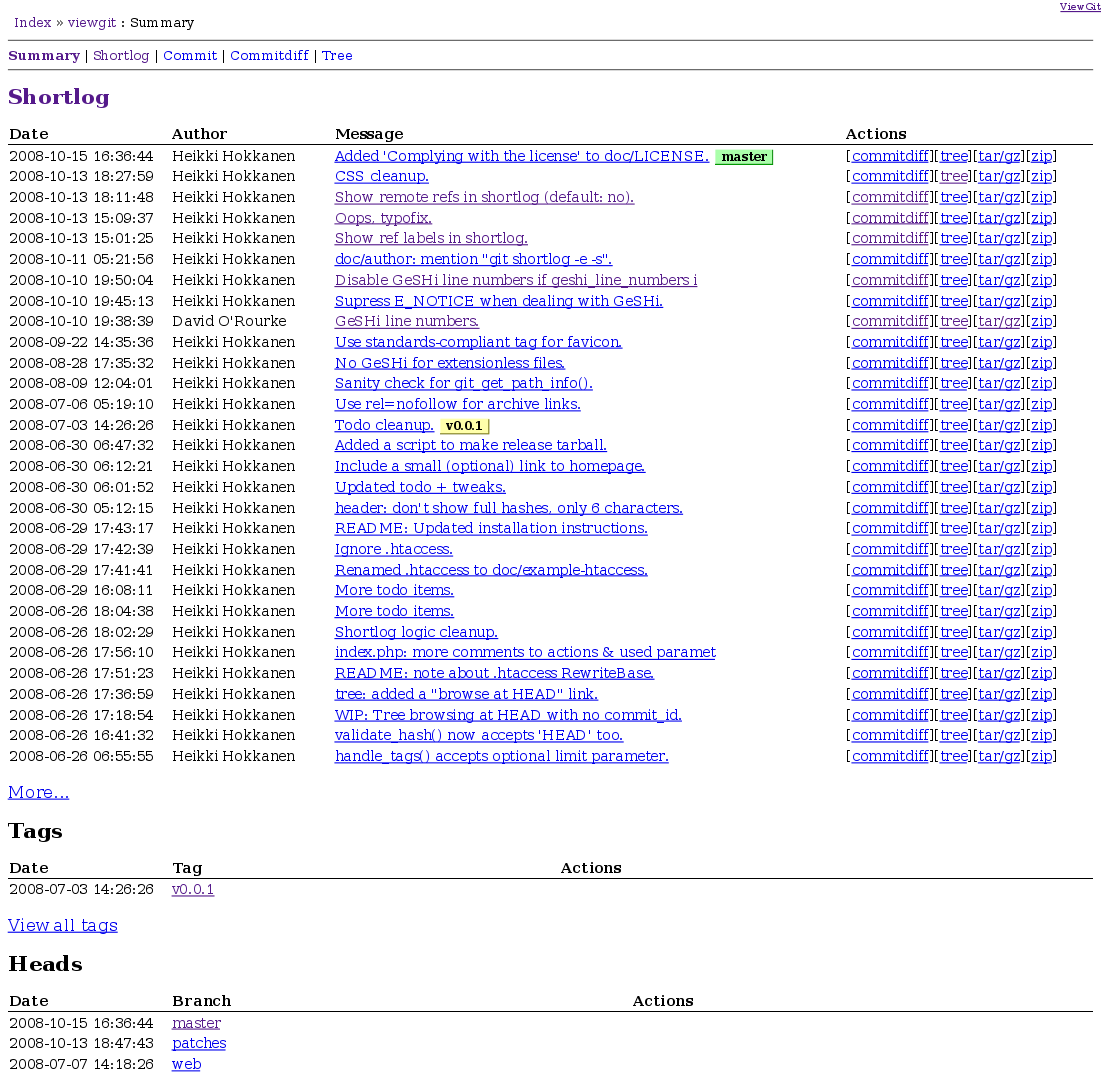 ViewGit
Index » viewgit : Summary
Summary | Shortlog | Commit | Commitdiff | Tree
Shortlog
Date Author Message Actions
2008-10-15 16:36:44 Heikki Hokkanen Added 'Complying with the license' to doc/LICENSE. master [commitdiff][tree][tar/gz][zip]
2008-10-13 18:27:59 Heikki Hokkanen CSS cleanup. [commitdiff][tree][tar/gz][zip]
2008-10-13 18:11:48 Heikki Hokkanen Show remote refs in shortlog (default: no). [commitdiff][tree][tar/gz][zip]
2008-10-13 15:09:37 Heikki Hokkanen Oops, typofix. [commitdiff][tree][tar/gz][zip]
2008-10-13 15:01:25 Heikki Hokkanen Show ref labels in shortlog. [commitdiff][tree][tar/gz][zip]
2008-10-11 05:21:56 Heikki Hokkanen doc/author: mention "git shortlog -e -s". [commitdiff][tree][tar/gz][zip]
2008-10-10 19:50:04 Heikki Hokkanen Disable GeSHi line numbers if geshi_line_numbers i [commitdiff][tree][tar/gz][zip]
2008-10-10 19:45:13 Heikki Hokkanen Supress E_NOTICE when dealing with GeSHi. [commitdiff][tree][tar/gz][zip]
2008-10-10 19:38:39 David O'Rourke GeSHi line numbers. [commitdiff][tree][tar/gz][zip]
2008-09-22 14:35:36 Heikki Hokkanen Use standards-compliant tag for favicon. [commitdiff][tree][tar/gz][zip]
2008-08-28 17:35:32 Heikki Hokkanen No GeSHi for extensionless files. [commitdiff][tree][tar/gz][zip]
2008-08-09 12:04:01 Heikki Hokkanen Sanity check for git_get_path_info(). [commitdiff][tree][tar/gz][zip]
2008-07-06 05:19:10 Heikki Hokkanen Use rel=nofollow for archive links. [commitdiff][tree][tar/gz][zip]
2008-07-03 14:26:26 Heikki Hokkanen Todo cleanup. v0.0.1 [commitdiff][tree][tar/gz][zip]
2008-06-30 06:47:32 Heikki Hokkanen Added a script to make release tarball. [commitdiff][tree][tar/gz][zip]
2008-06-30 06:12:21 Heikki Hokkanen Include a small (optional) link to homepage. [commitdiff][tree][tar/gz][zip]
2008-06-30 06:01:52 Heikki Hokkanen Updated todo + tweaks. [commitdiff][tree][tar/gz][zip]
2008-06-30 05:12:15 Heikki Hokkanen header: don't show full hashes, only 6 characters. [commitdiff][tree][tar/gz][zip]
2008-06-29 17:43:17 Heikki Hokkanen README: Updated installation instructions. [commitdiff][tree][tar/gz][zip]
2008-06-29 17:42:39 Heikki Hokkanen Ignore .htaccess. [commitdiff][tree][tar/gz][zip]
2008-06-29 17:41:41 Heikki Hokkanen Renamed .htaccess to doc/example-htaccess. [commitdiff][tree][tar/gz][zip]
2008-06-29 16:08:11 Heikki Hokkanen More todo items. [commitdiff][tree][tar/gz][zip]
2008-06-26 18:04:38 Heikki Hokkanen More todo items. [commitdiff][tree][tar/gz][zip]
2008-06-26 18:02:29 Heikki Hokkanen Shortlog logic cleanup. [commitdiff][tree][tar/gz][zip]
2008-06-26 17:56:10 Heikki Hokkanen index.php: more comments to actions & used paramet [commitdiff][tree][tar/gz][zip]
2008-06-26 17:51:23 Heikki Hokkanen README: note about .htaccess RewriteBase. [commitdiff][tree][tar/gz][zip]
2008-06-26 17:36:59 Heikki Hokkanen tree: added a "browse at HEAD" link. [commitdiff][tree][tar/gz][zip]
2008-06-26 17:18:54 Heikki Hokkanen WIP: Tree browsing at HEAD with no commit_id. [commitdiff][tree][tar/gz][zip]
2008-06-26 16:41:32 Heikki Hokkanen validate_hash() now accepts 'HEAD' too. [commitdiff][tree][tar/gz][zip]
2008-06-26 06:55:55 Heikki Hokkanen handle_tags() accepts optional limit parameter. [commitdiff][tree][tar/gz][zip]
More...
Tags
Date Tag Actions
2008-07-03 14:26:26 v0.0.1
View all tags
Heads
Date Branch Actions
2008-10-15 16:36:44 master
2008-10-13 18:47:43 patches
2008-07-07 14:18:26 web